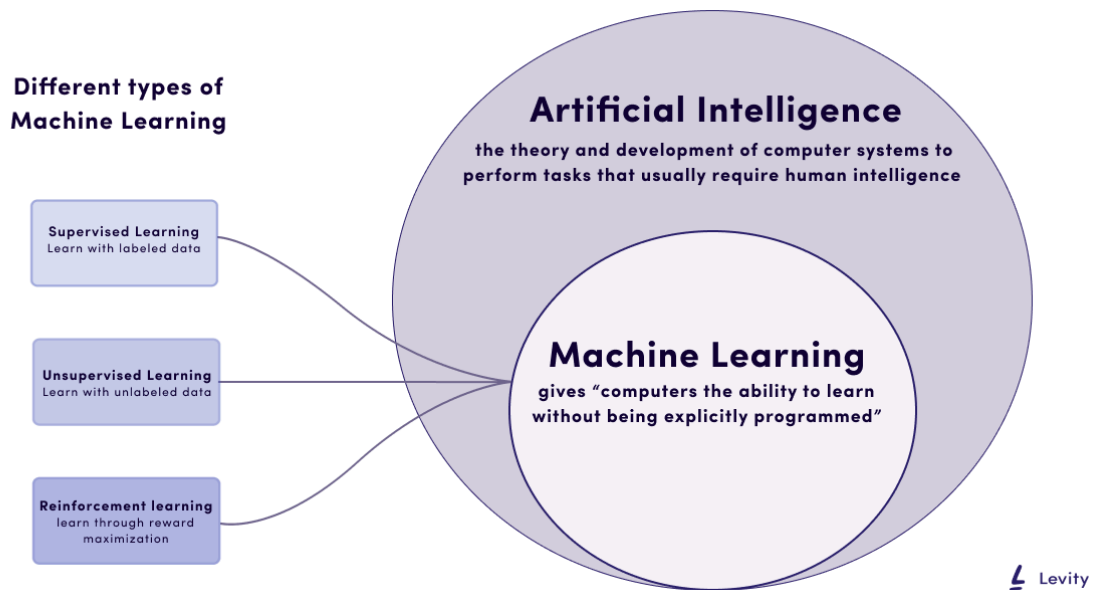 Different types of
Machine Learning
Supervised Learning
Learn with labeled data
Unsupervised Learning
Learn with unlabeled data
Reinforcement learning
learn through reward
maximization
Artificial Intelligence
the theory and development of computer systems to
perform tasks that usually require human intelligence
Machine Learning
gives “computers the ability to learn
without being explicitly programmed”
Levity